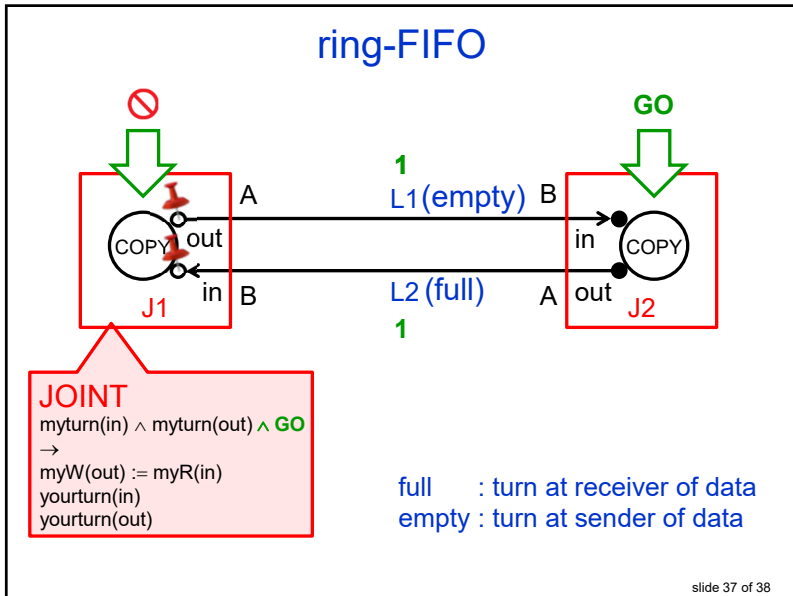 ring-FIFO
GO
1
A
L1(empty)
B
COPY
out
in
COPY
in
B
L2 (full)
A
out
J1
J2
1
JOINT
myturn(in) ∧ myturn(out) ∧ GO
→
myW(out) := myR(in)
yourturn(in)
yourturn(out)
full : turn at receiver of data
empty : turn at sender of data
slide 37 of 38